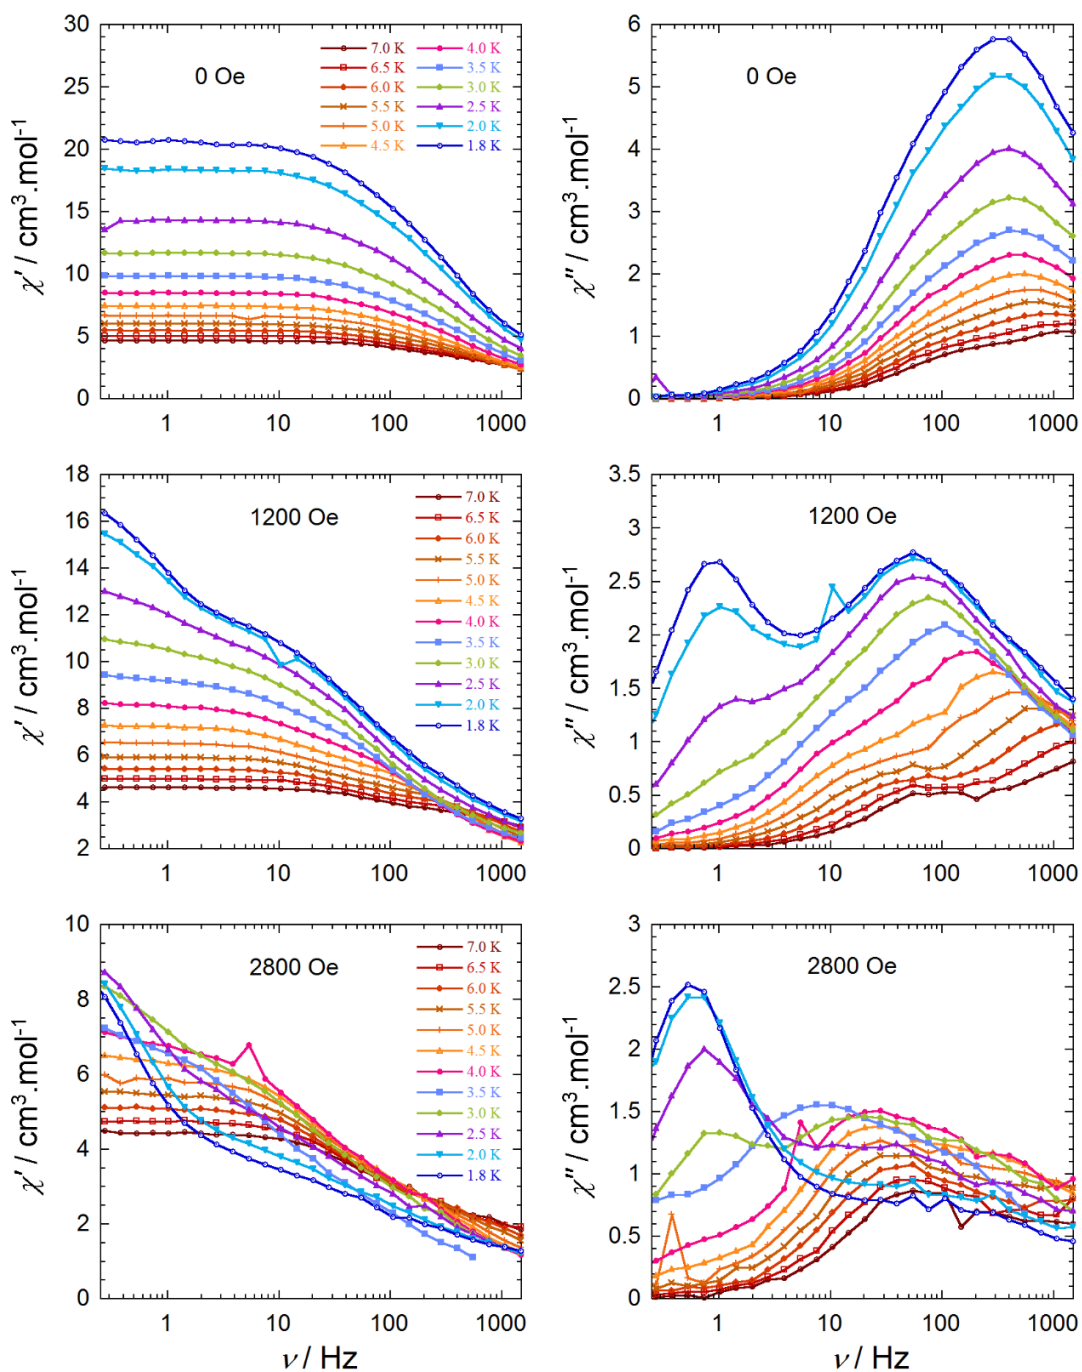 30
25
20
15
10
5
0
χ′ / cm³.mol⁻¹
0 Oe
7.0 K
6.5 K
6.0 K
5.5 K
5.0 K
4.5 K
4.0 K
3.5 K
3.0 K
2.5 K
2.0 K
1.8 K
1 10 100 1000
6
5
4
3
2
1
0
χ″ / cm³.mol⁻¹
0 Oe
1 10 100 1000
18
16
14
12
10
8
6
4
2
χ′ / cm³.mol⁻¹
1200 Oe
7.0 K
6.5 K
6.0 K
5.5 K
5.0 K
4.5 K
4.0 K
3.5 K
3.0 K
2.5 K
2.0 K
1.8 K
1 10 100 1000
3.5
3
2.5
2
1.5
1
0.5
0
χ″ / cm³.mol⁻¹
1200 Oe
1 10 100 1000
10
8
6
4
2
0
χ′ / cm³.mol⁻¹
2800 Oe
7.0 K
6.5 K
6.0 K
5.5 K
5.0 K
4.5 K
4.0 K
3.5 K
3.0 K
2.5 K
2.0 K
1.8 K
1 10 100 1000
ν / Hz
3
2.5
2
1.5
1
0.5
0
χ″ / cm³.mol⁻¹
2800 Oe
1 10 100 1000
ν / Hz